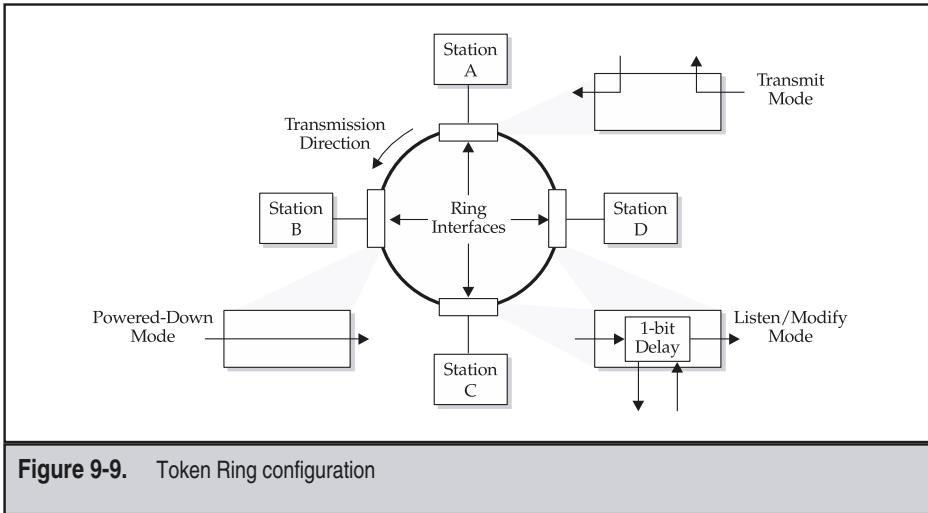 Station
A
Transmit
Mode
Transmission
Direction
Station
B
Ring
Interfaces
Station
D
Powered-Down
Mode
1-bit
Delay
Listen/Modify
Mode
Station
C
Figure 9-9. Token Ring configuration